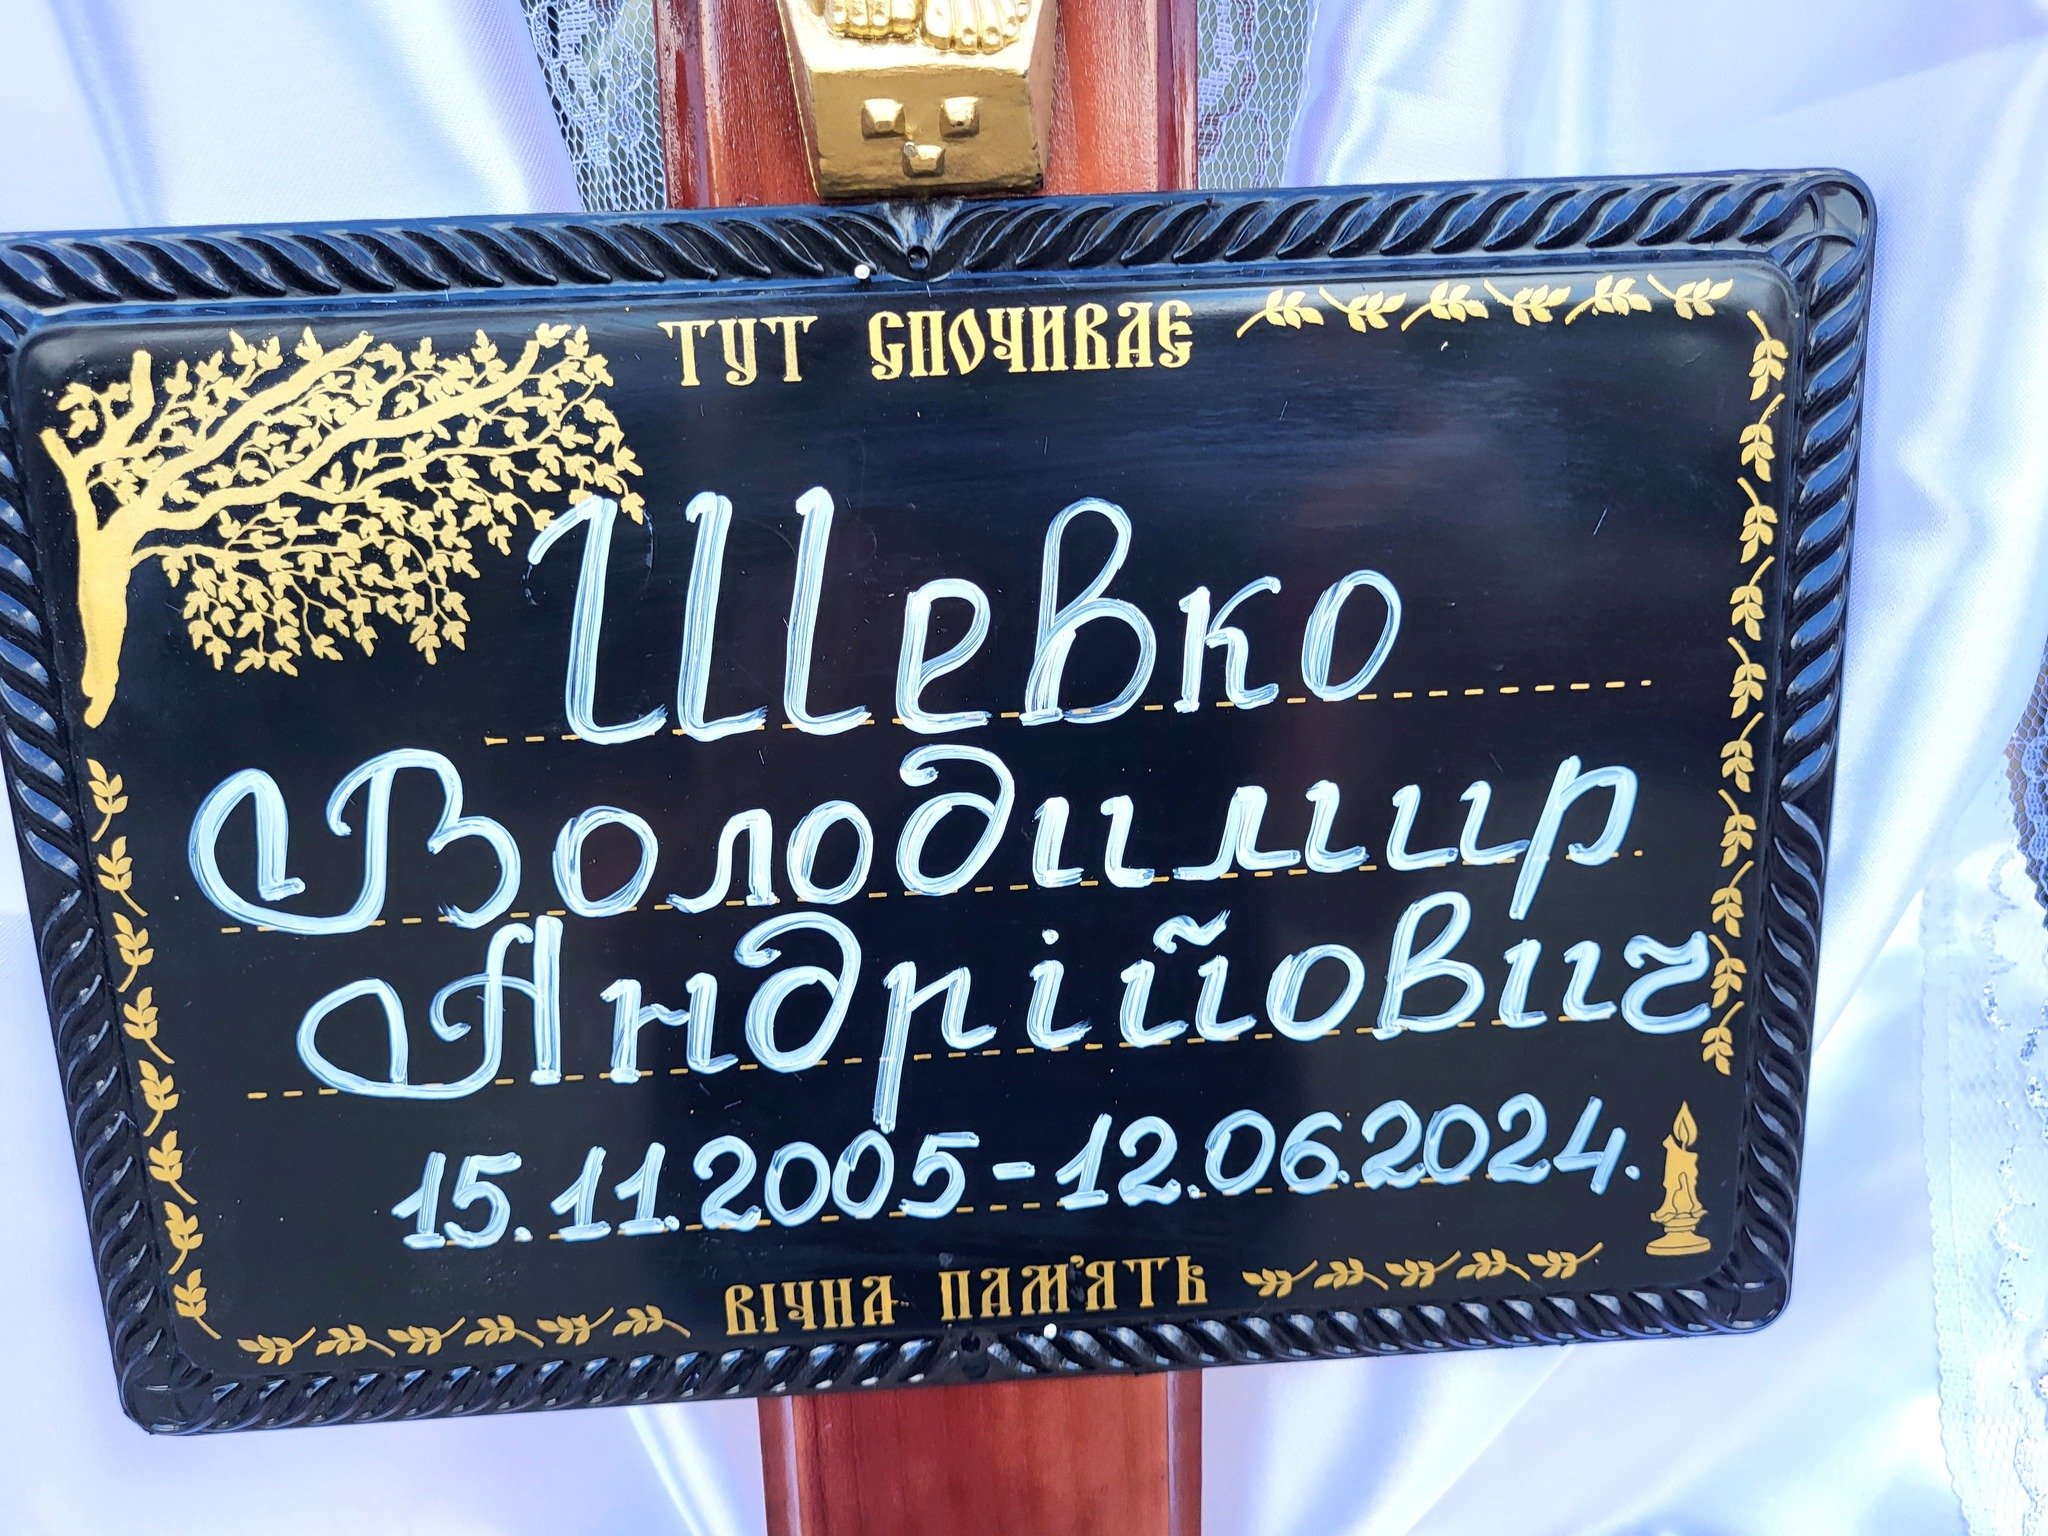 ТУТ СПОЧИВАЄ
Шевко
Володимир
Андрійович
15.11.2005-12.06.2024.
ВІЧНА ПАМ'ЯТЬ